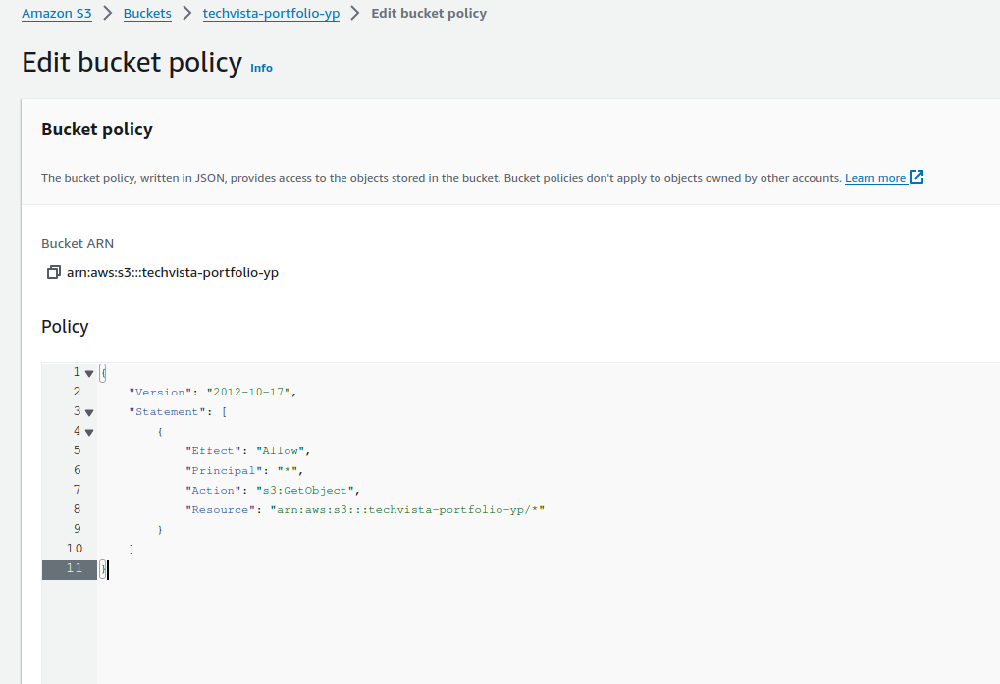 Amazon S3 > Buckets > techvista-portfolio-yp > Edit bucket policy
Edit bucket policy Info
Bucket policy
The bucket policy, written in JSON, provides access to the objects stored in the bucket. Bucket policies don't apply to objects owned by other accounts. Learn more
Bucket ARN
arn:aws:s3:::techvista-portfolio-yp
Policy
1 {
2 "Version": "2012-10-17",
3 "Statement": [
4 {
5 "Effect": "Allow",
6 "Principal": "*",
7 "Action": "s3:GetObject",
8 "Resource": "arn:aws:s3:::techvista-portfolio-yp/*"
9 }
10 ]
11 }